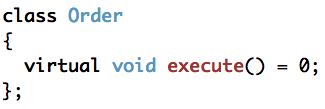 class Order
{
  virtual void execute() = 0;
};